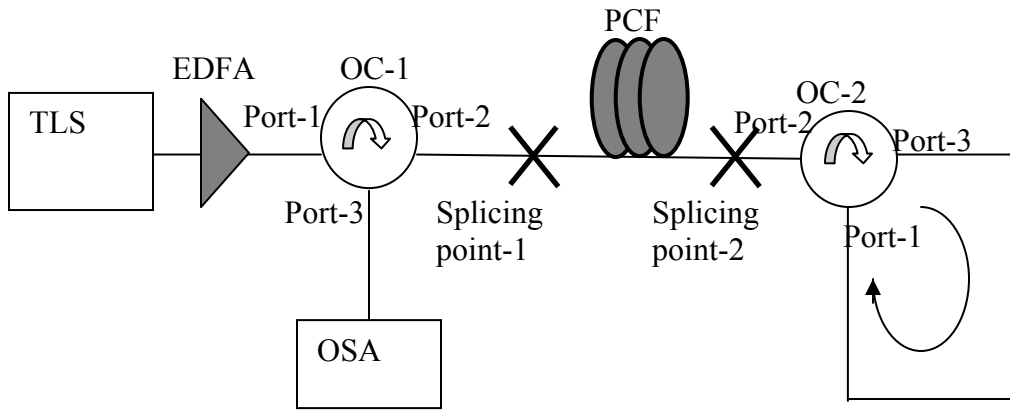 PCF
EDFA
OC-1
OC-2
TLS
Port-1
Port-2
Port-2
Port-3
Port-3
Splicing
point-1
Splicing
point-2
Port-1
OSA